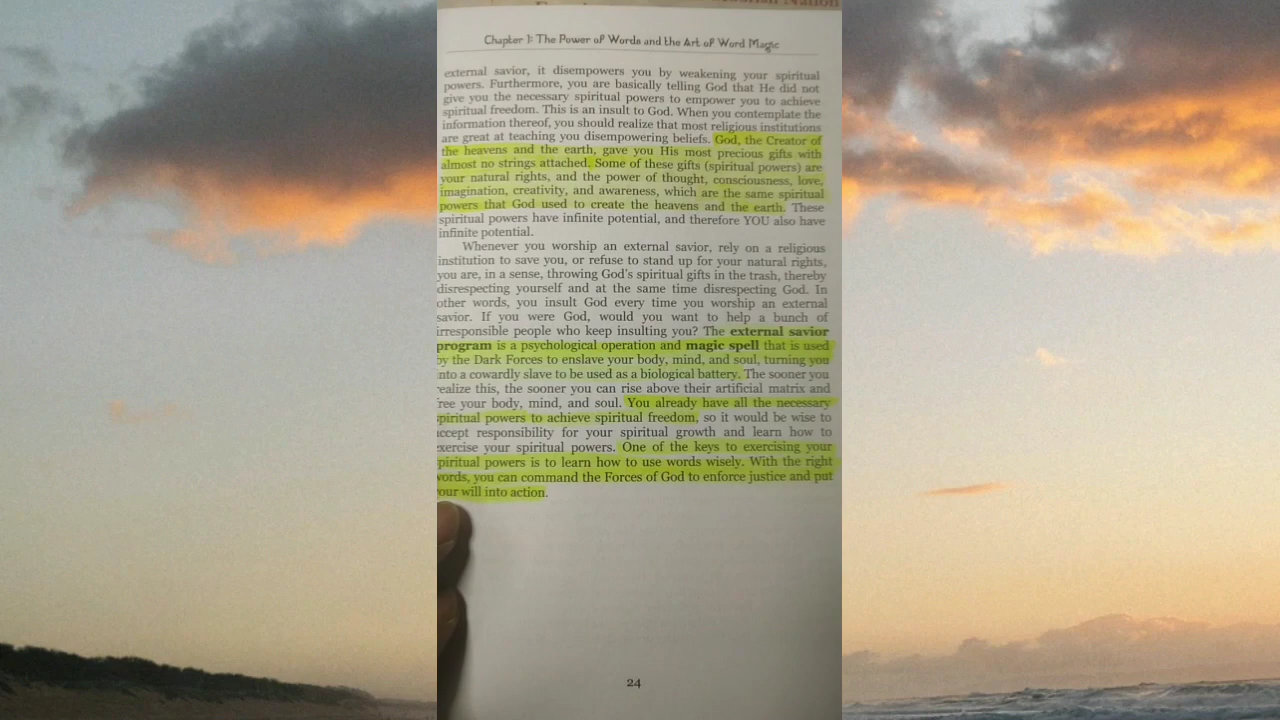 Nation
Chapter 1: The Power of Words and the Art of Word Magic
external savior, it disempowers you by weakening your spiritual
powers. Furthermore, you are basically telling God that He did not
give you the necessary spiritual powers to empower you to achieve
spiritual freedom. This is an insult to God. When you contemplate the
information thereof, you should realize that most religious institutions
are great at teaching you disempowering beliefs. God, the Creator of
the heavens and the earth, gave you His most precious gifts with
almost no strings attached. Some of these gifts (spiritual powers) are
your natural rights, and the power of thought, consciousness, love,
imagination, creativity, and awareness, which are the same spiritual
powers that God used to create the heavens and the earth. These
spiritual powers have infinite potential, and therefore YOU also have
infinite potential.
Whenever you worship an external savior, rely on a religious
institution to save you, or refuse to stand up for your natural rights,
you are, in a sense, throwing God's spiritual gifts in the trash, thereby
disrespecting yourself and at the same time disrespecting God. In
other words, you insult God every time you worship an external
savior. If you were God, would you want to help a bunch of
irresponsible people who keep insulting you? The external savior
program is a psychological operation and magic spell that is used
by the Dark Forces to enslave your body, mind, and soul, turning you
into a cowardly slave to be used as a biological battery. The sooner you
realize this, the sooner you can rise above their artificial matrix and
free your body, mind, and soul. You already have all the necessary
spiritual powers to achieve spiritual freedom, so it would be wise to
accept responsibility for your spiritual growth and learn how to
exercise your spiritual powers. One of the keys to exercising your
spiritual powers is to learn how to use words wisely. With the right
words, you can command the Forces of God to enforce justice and put
your will into action.
24